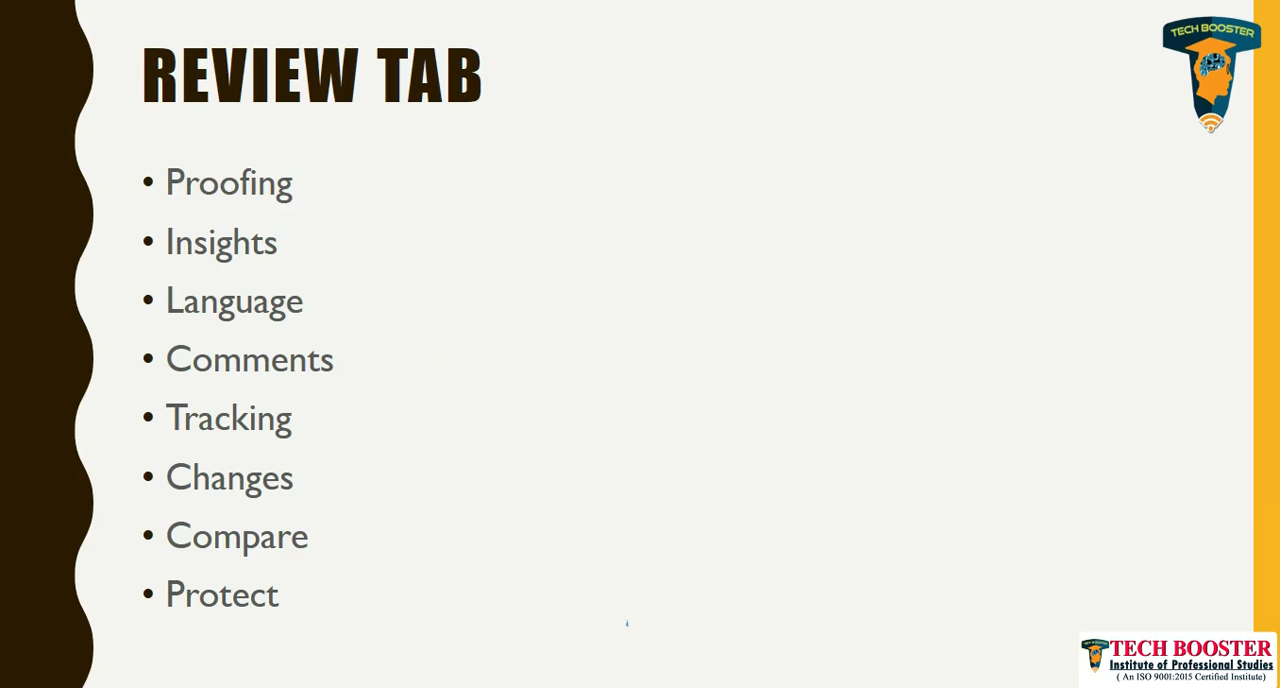 TECH BOOSTER
REVIEW TAB
• Proofing
• Insights
• Language
• Comments
• Tracking
• Changes
• Compare
• Protect
TECH BOOSTER
Institute of Professional Studies
( An ISO 9001:2015 Certified Institute)